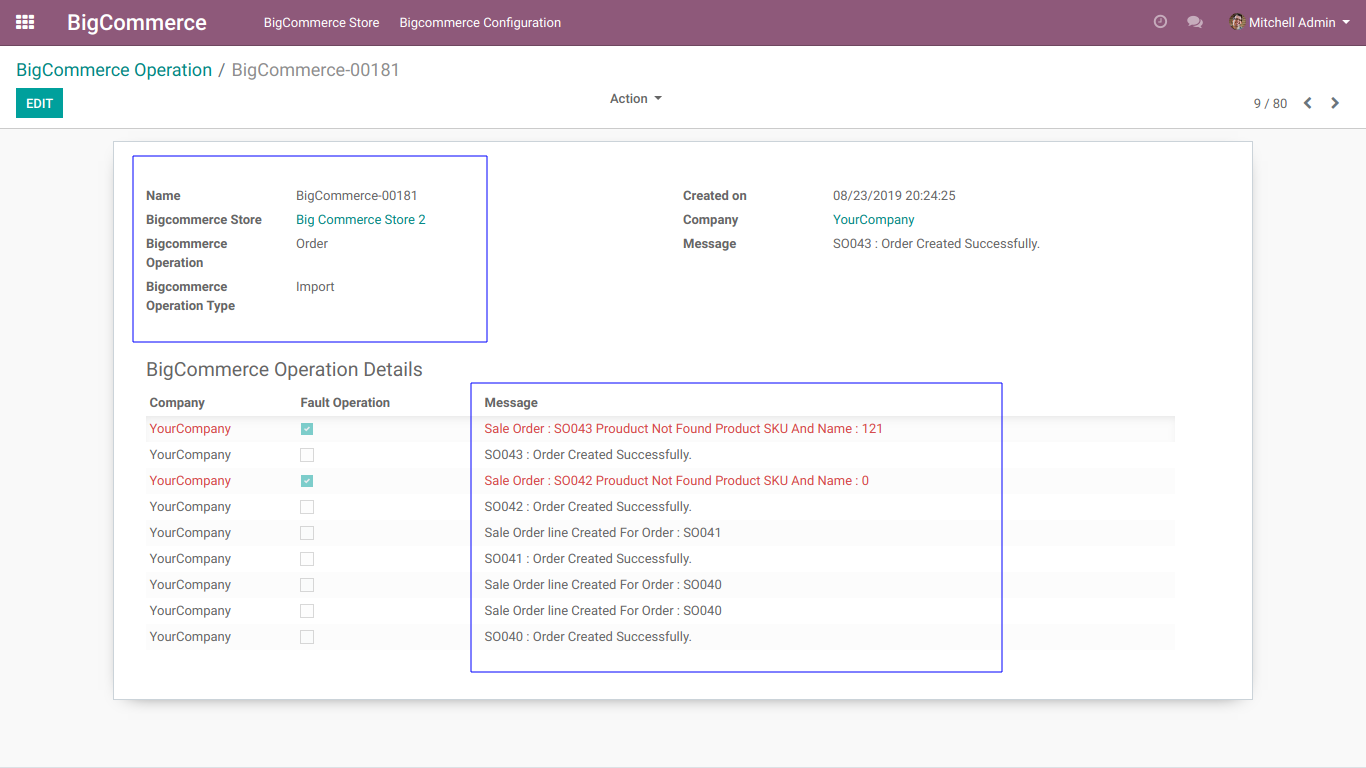 BigCommerce BigCommerce Store Bigcommerce Configuration Mitchell Admin
BigCommerce Operation / BigCommerce-00181
EDIT Action 9 / 80
Name BigCommerce-00181 Created on 08/23/2019 20:24:25
Bigcommerce Store Big Commerce Store 2 Company YourCompany
Bigcommerce Order Message SO043 : Order Created Successfully.
Operation
Bigcommerce Import
Operation Type
BigCommerce Operation Details
Company Fault Operation Message
YourCompany Sale Order : SO043 Prouduct Not Found Product SKU And Name : 121
YourCompany SO043 : Order Created Successfully.
YourCompany Sale Order : SO042 Prouduct Not Found Product SKU And Name : 0
YourCompany SO042 : Order Created Successfully.
YourCompany Sale Order line Created For Order : SO041
YourCompany SO041 : Order Created Successfully.
YourCompany Sale Order line Created For Order : SO040
YourCompany Sale Order line Created For Order : SO040
YourCompany SO040 : Order Created Successfully.